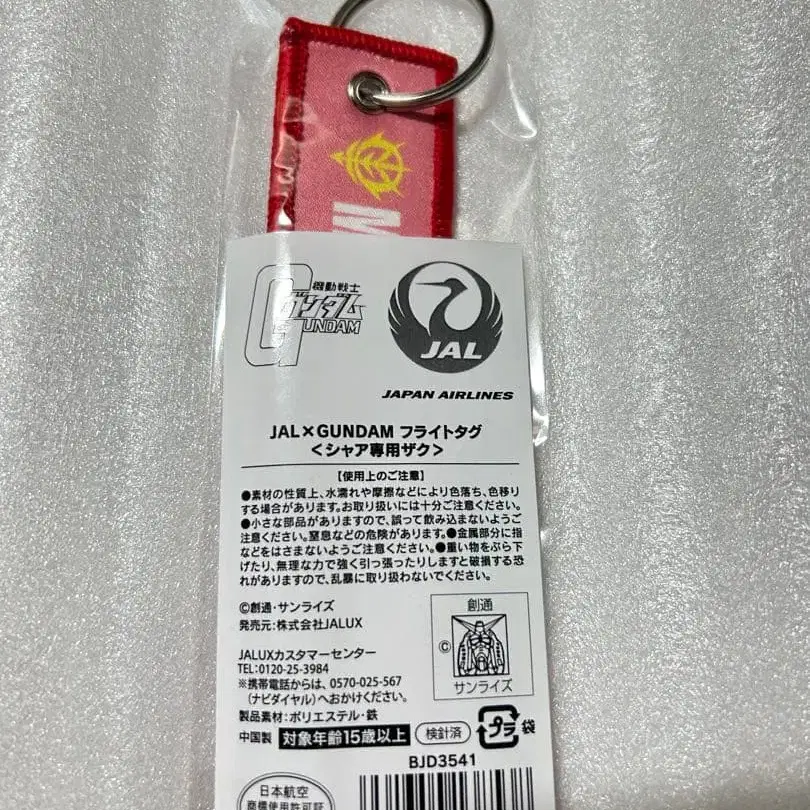 機動戦士
ガンダム
GUNDAM
JAL
JAPAN AIRLINES
JAL×GUNDAM フライトタグ
<シャア専用ザク>
【使用上のご注意】
●素材の性質上、水濡れや摩擦などにより色落ち、色移り
する場合があります。お取り扱いには十分ご注意ください。
●小さな部品がありますので、誤って飲み込まないようご
注意ください。窒息などの危険があります。●金属部分に指
などをはさまないようご注意ください。●重い物をぶら下
げたり、無理な力で強く引っ張ったりしますと破損する恐
れがありますので、乱暴に取り扱わないでください。
©創通・サンライズ
発売元:株式会社JALUX
創通
©
サンライズ
JALUXカスタマーセンター
TEL:0120-25-3984
※携帯電話からは、0570-025-567
(ナビダイヤル)へおかけください。
製品素材:ポリエステル・鉄
中国製 対象年齢15歳以上 検針済 プラ 袋
BJD3541
日本航空
商標使用許可証